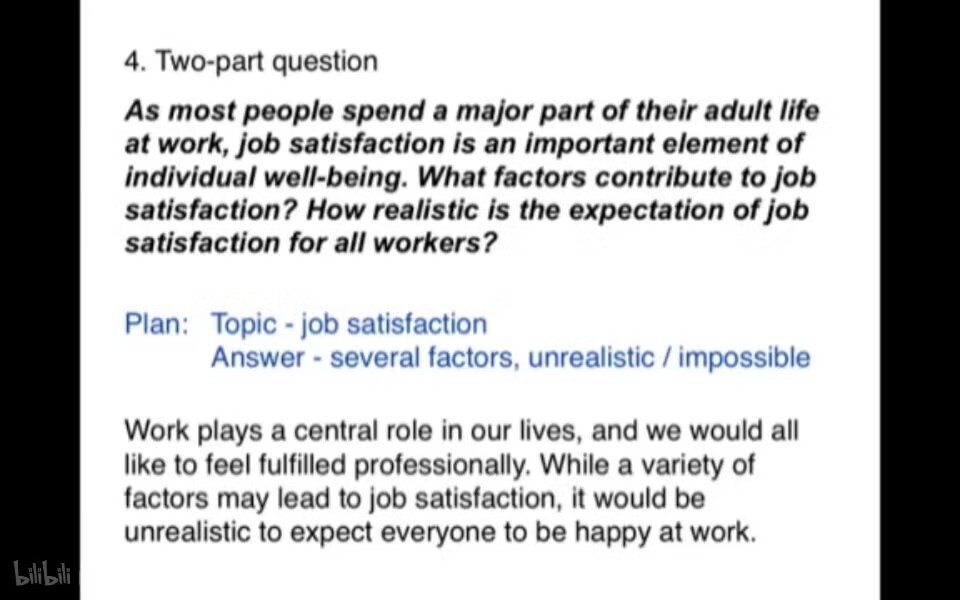 4. Two-part question
As most people spend a major part of their adult life
at work, job satisfaction is an important element of
individual well-being. What factors contribute to job
satisfaction? How realistic is the expectation of job
satisfaction for all workers?
Plan: Topic - job satisfaction
Answer - several factors, unrealistic / impossible
Work plays a central role in our lives, and we would all
like to feel fulfilled professionally. While a variety of
factors may lead to job satisfaction, it would be
unrealistic to expect everyone to be happy at work.
bilibili